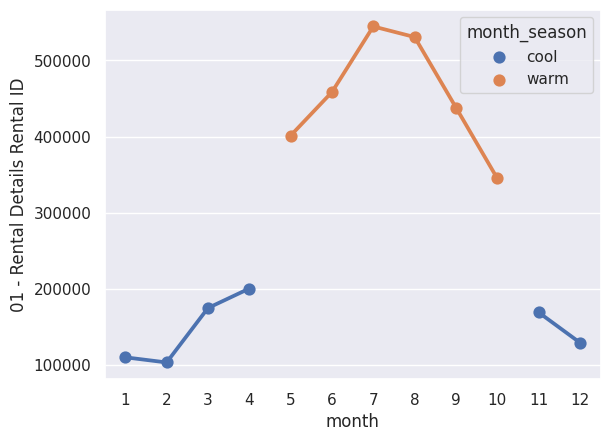 month_season
cool
warm
500000
400000
300000
200000
100000
01 - Rental Details Rental ID
1 2 3 4 5 6 7 8 9 10 11 12
month